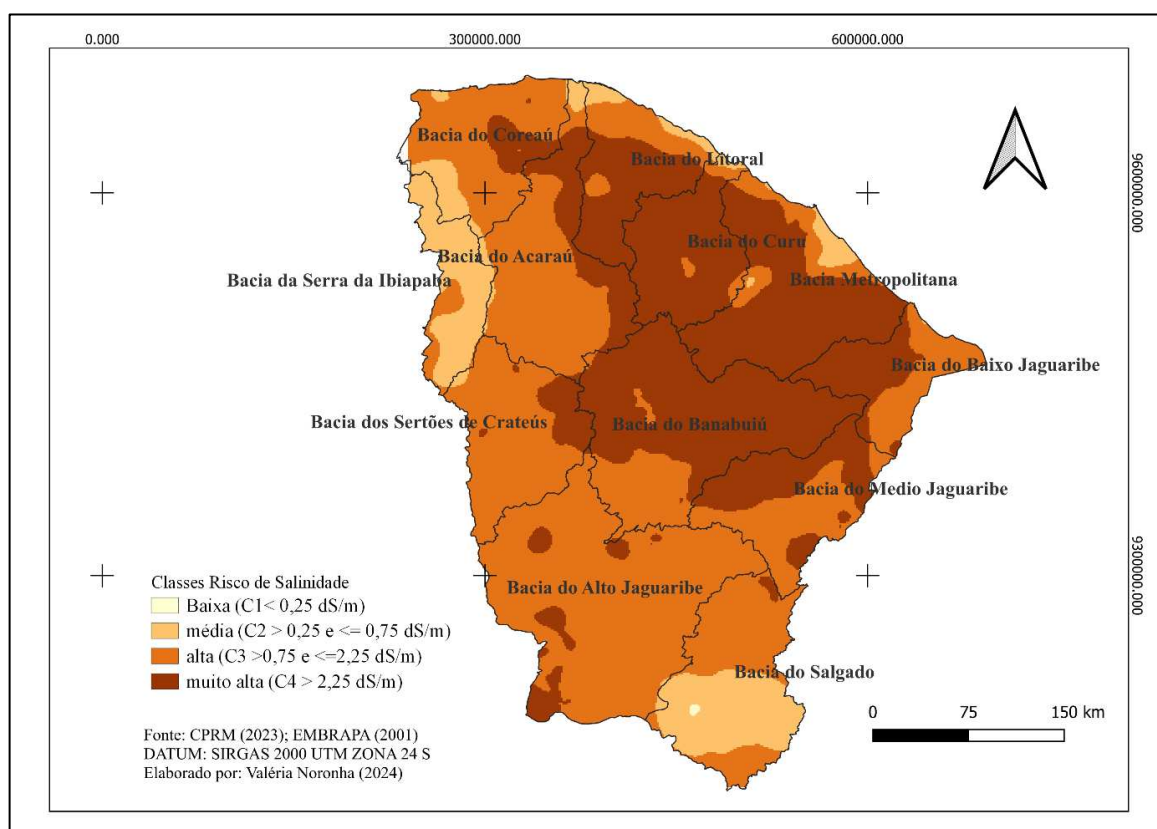 0.000
300000.000
600000.000
9600000.000
9300000.000
Bacia do Coreaú
Bacia do Litoral
Bacia do Curu
Bacia do Acaraú
Bacia da Serra da Ibiapaba
Bacia Metropolitana
Bacia do Baixo Jaguaribe
Bacia dos Sertões de Crateús
Bacia do Banabuiú
Bacia do Medio Jaguaribe
Bacia do Alto Jaguaribe
Bacia do Salgado
Classes Risco de Salinidade
Baixa (C1< 0,25 dS/m)
média (C2 > 0,25 e <= 0,75 dS/m)
alta (C3 >0,75 e <=2,25 dS/m)
muito alta (C4 > 2,25 dS/m)
Fonte: CPRM (2023); EMBRAPA (2001)
DATUM: SIRGAS 2000 UTM ZONA 24 S
Elaborado por: Valéria Noronha (2024)
0 75 150 km